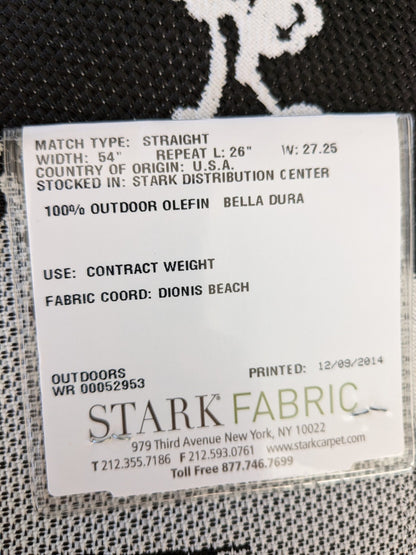 MATCH TYPE: STRAIGHT
WIDTH: 54" REPEAT L: 26" W: 27.25
COUNTRY OF ORIGIN: U.S.A.
STOCKED IN: STARK DISTRIBUTION CENTER
100% OUTDOOR OLEFIN BELLA DURA
USE: CONTRACT WEIGHT
FABRIC COORD: DIONIS BEACH
OUTDOORS PRINTED: 12/09/2014
WR 00052953
STARK® FABRIC
979 Third Avenue New York, NY 10022
T 212.355.7186 F 212.593.0761 www.starkcarpet.com
Toll Free 877.746.7699